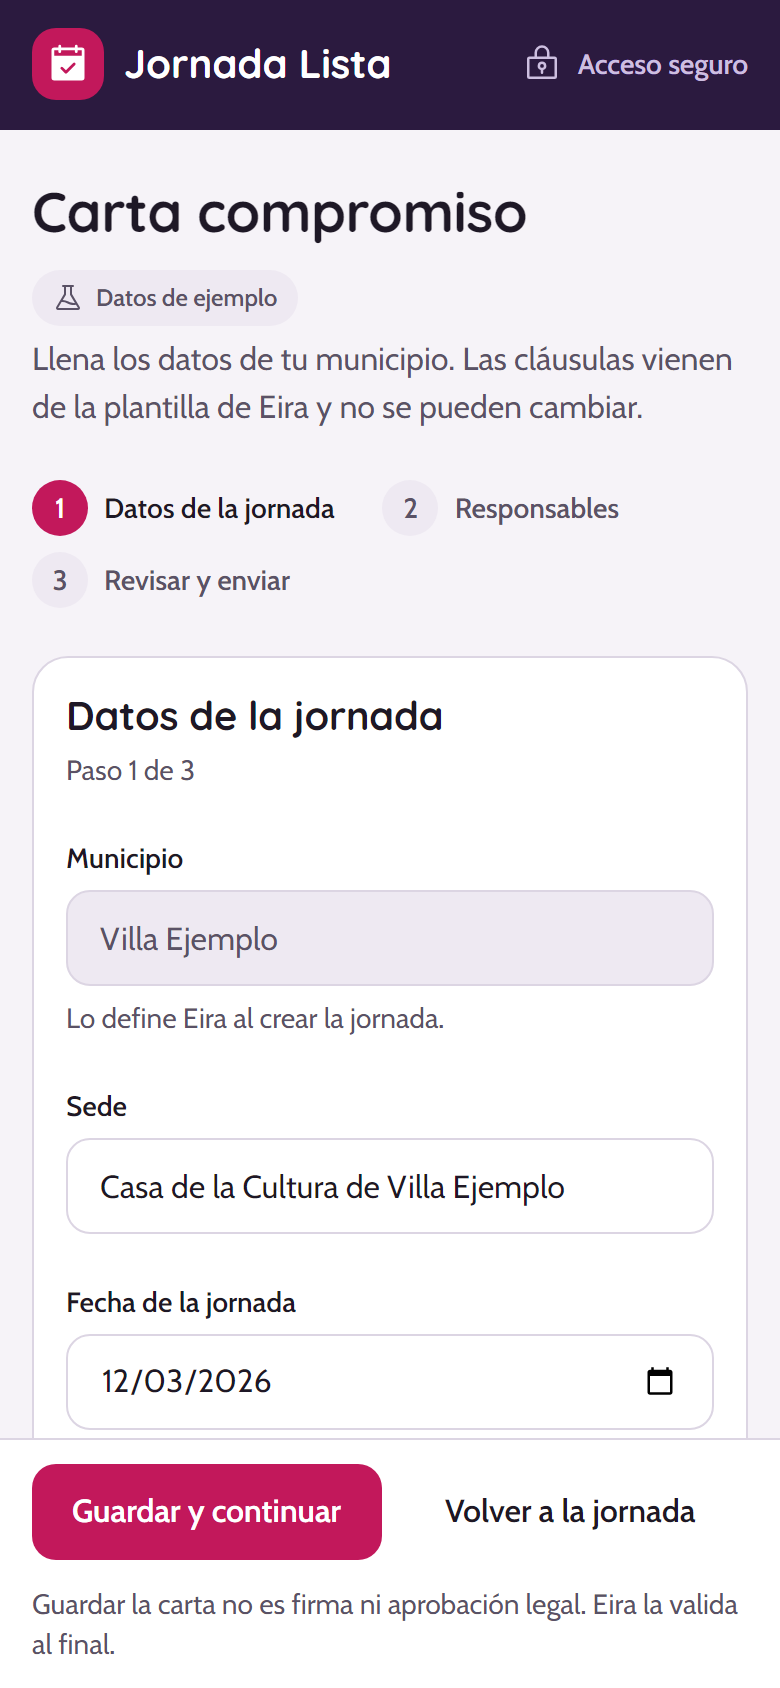 Jornada Lista
Acceso seguro
Carta compromiso
Datos de ejemplo
Llena los datos de tu municipio. Las cláusulas vienen
de la plantilla de Eira y no se pueden cambiar.
1 Datos de la jornada
2 Responsables
3 Revisar y enviar
Datos de la jornada
Paso 1 de 3
Municipio
Villa Ejemplo
Lo define Eira al crear la jornada.
Sede
Casa de la Cultura de Villa Ejemplo
Fecha de la jornada
12/03/2026
Guardar y continuar
Volver a la jornada
Guardar la carta no es firma ni aprobación legal. Eira la valida
al final.